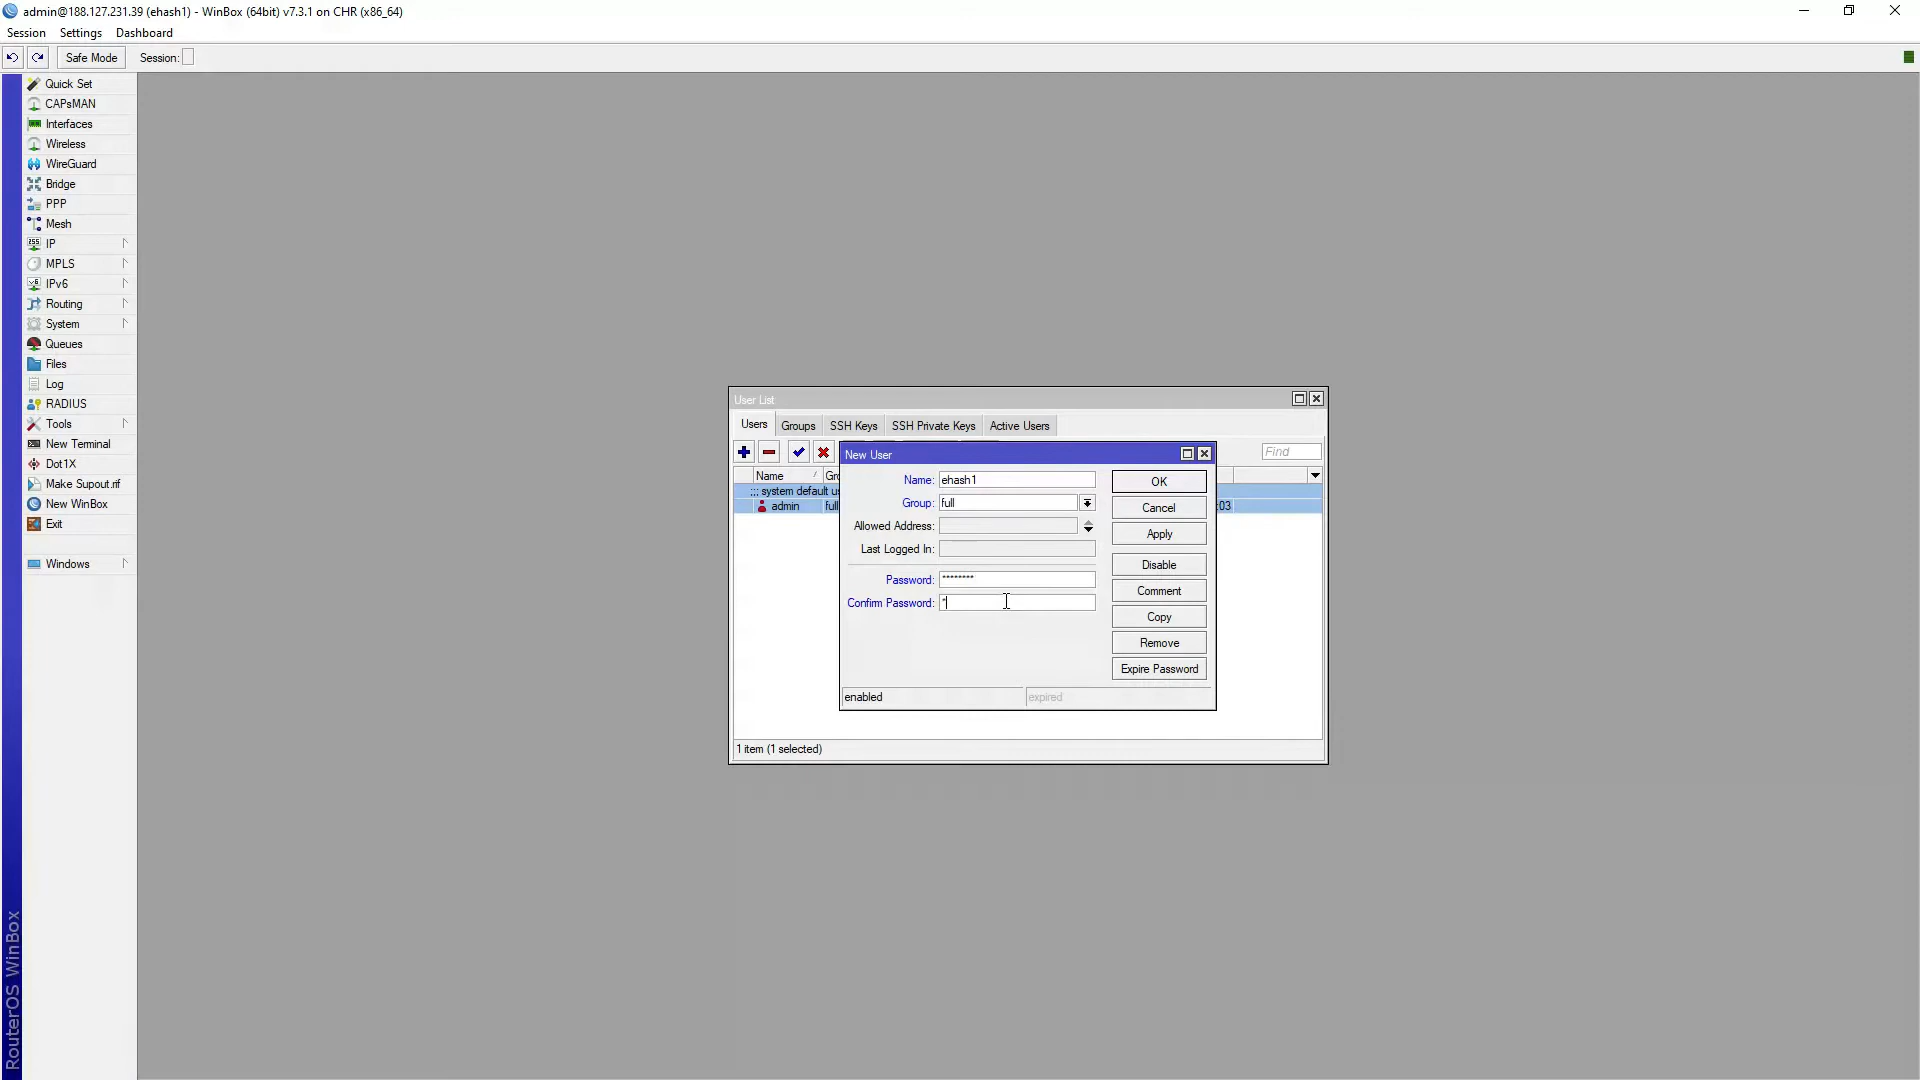 admin@188.127.231.39 (ehash1) - WinBox (64bit) v7.3.1 on CHR (x86_64)
Session Settings Dashboard
Safe Mode Session:
Quick Set
CAPsMAN
Interfaces
Wireless
WireGuard
Bridge
PPP
Mesh
IP
MPLS
IPv6
Routing
System
Queues
Files
Log
RADIUS
Tools
New Terminal
Dot1X
Make Supout.rif
New WinBox
Exit
Windows
RouterOS WinBox
User List
Users Groups SSH Keys SSH Private Keys Active Users
Find
Name
;;; system default
admin full :03
1 item (1 selected)
New User
Name: ehash1
Group: full
Allowed Address:
Last Logged In:
Password: ********
Confirm Password: *
OK
Cancel
Apply
Disable
Comment
Copy
Remove
Expire Password
enabled expired